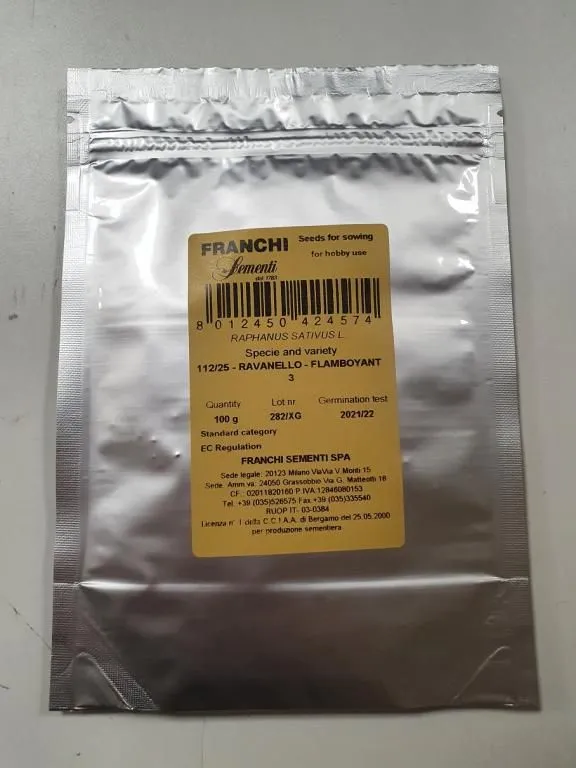 FRANCHI
Seeds for sowing
Sementi
for hobby use
dal 1783
8 012450 424574
RAPHANUS SATIVUS L.
Specie and variety
112/25 - RAVANELLO - FLAMBOYANT
3
Quantity Lot nr Germination test
100 g 282/XG 2021/22
Standard category
EC Regulation
FRANCHI SEMENTI SPA
Sede legale: 20123 Milano ViaVia V.Monti 15
Sede. Amm.va: 24050 Grassobbio Via G. Matteotti 18
CF.: 02011820160 P.IVA:12846080153
Tel. +39 (035)526575 Fax.+39 (035)335540
RUOP IT- 03-0384
Licenza n° 1 della C.C.I.A.A. di Bergamo del 25.05.2000
per produzione sementiera